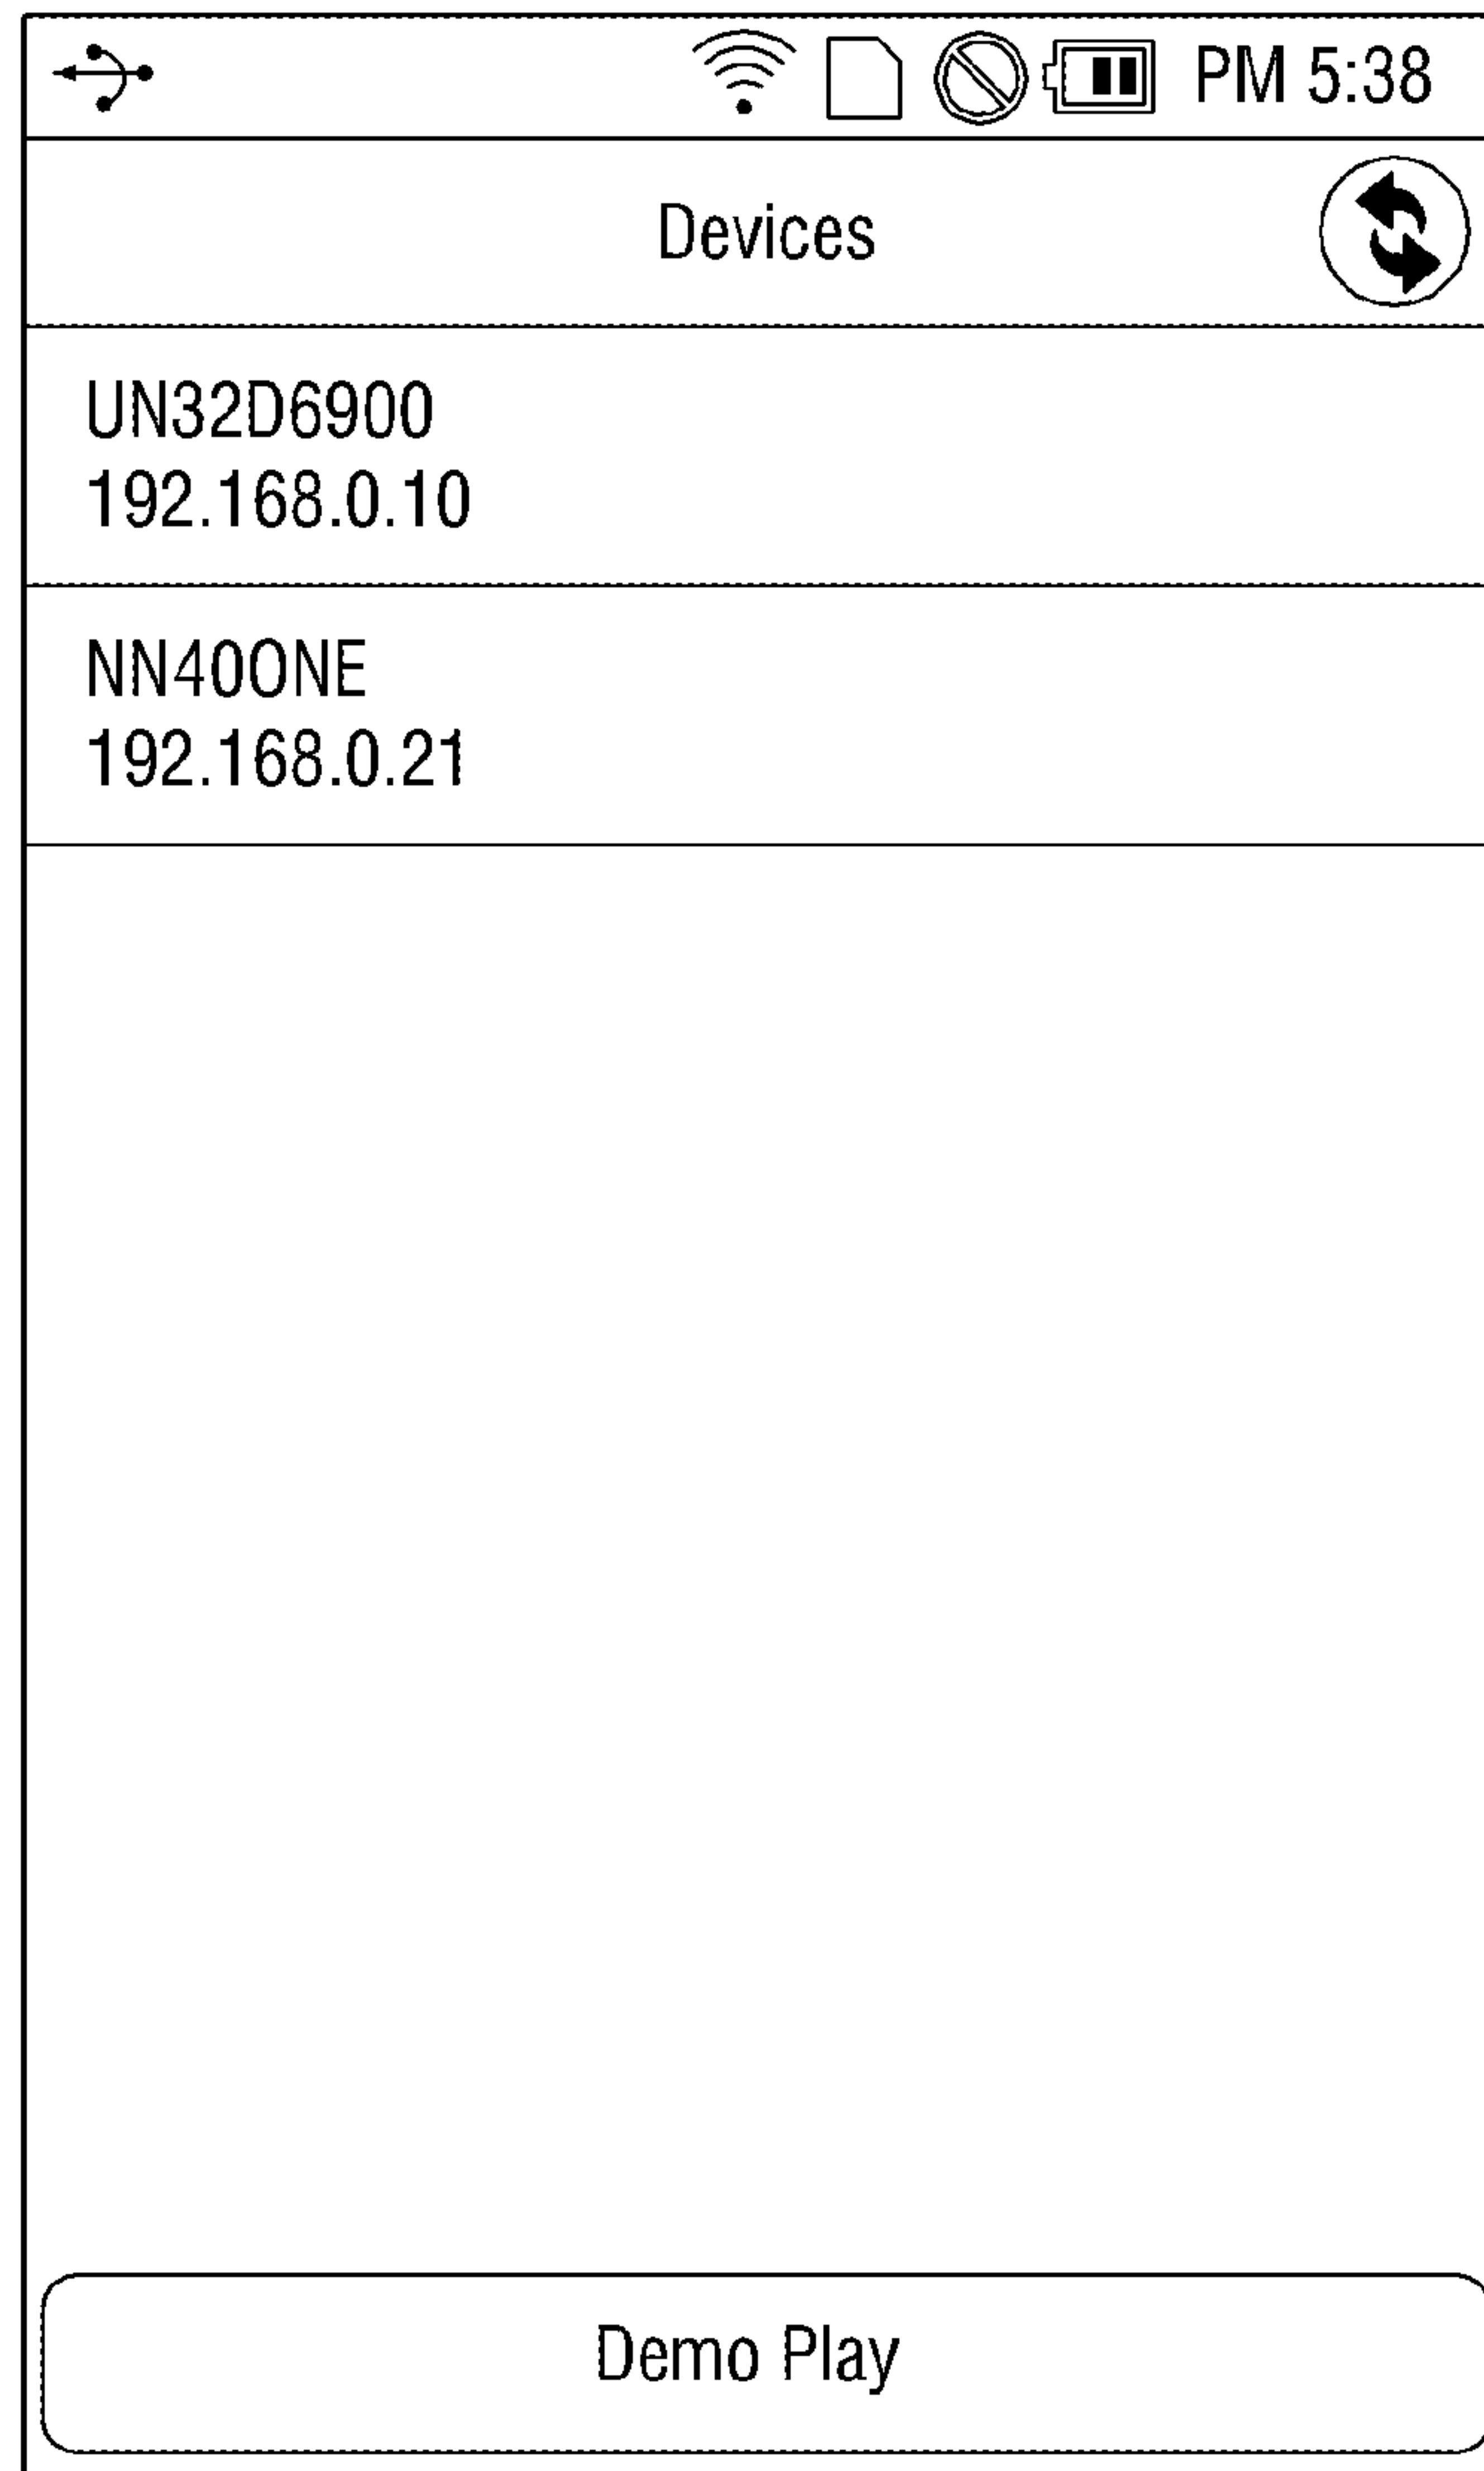 PM 5:38
Devices
UN32D6900
192.168.0.10
NN40ONE
192.168.0.21
Demo Play